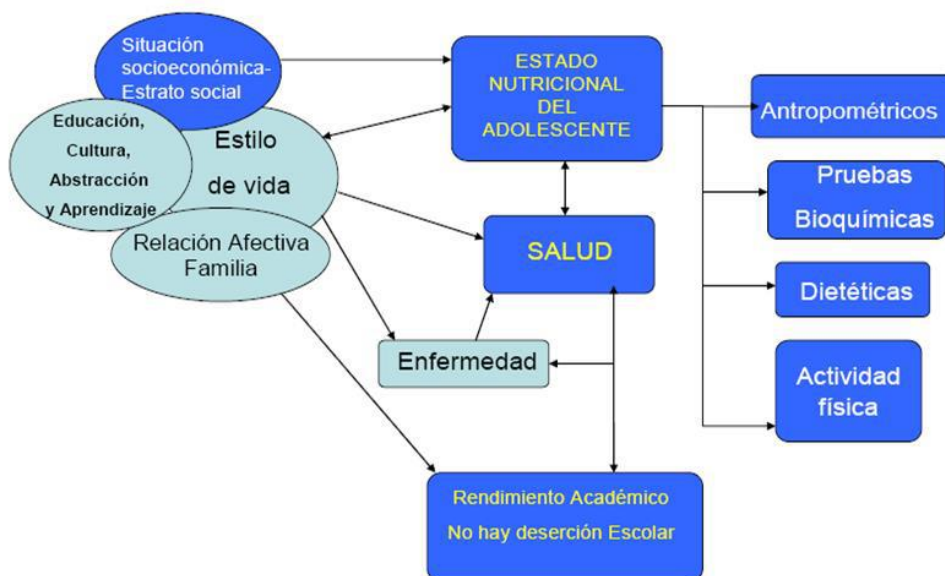 Situación
socioeconómica-
Estrato social
Educación,
Cultura,
Abstracción
y Aprendizaje
Estilo
de vida
Relación Afectiva
Familia
ESTADO
NUTRICIONAL
DEL
ADOLESCENTE
SALUD
Enfermedad
Rendimiento Académico
No hay deserción Escolar
Antropométricos
Pruebas
Bioquímicas
Dietéticas
Actividad
física